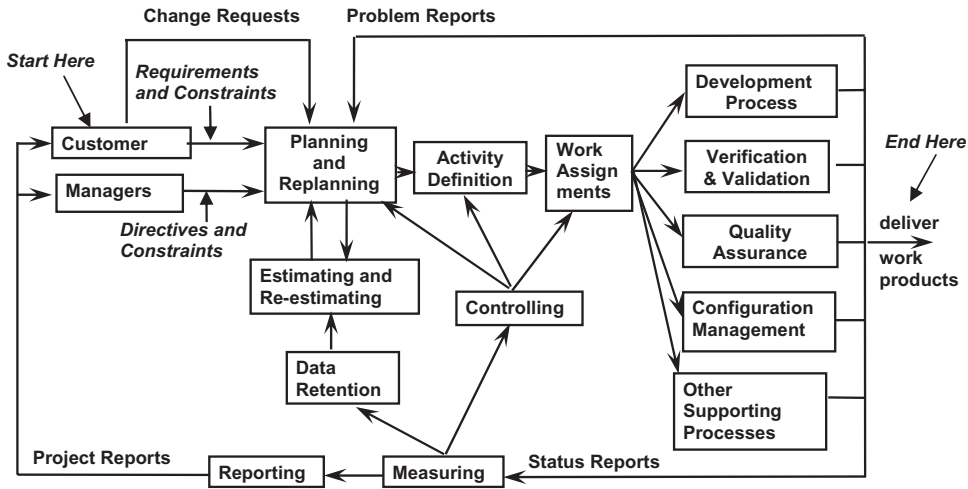 Change Requests
Problem Reports
Start Here
Requirements
and Constraints
Customer
Managers
Directives and
Constraints
Planning
and
Replanning
Activity
Definition
Work
Assign
ments
Development
Process
Verification
& Validation
Quality
Assurance
Configuration
Management
Other
Supporting
Processes
End Here
deliver
work
products
Estimating and
Re-estimating
Controlling
Data
Retention
Project Reports
Reporting
Measuring
Status Reports